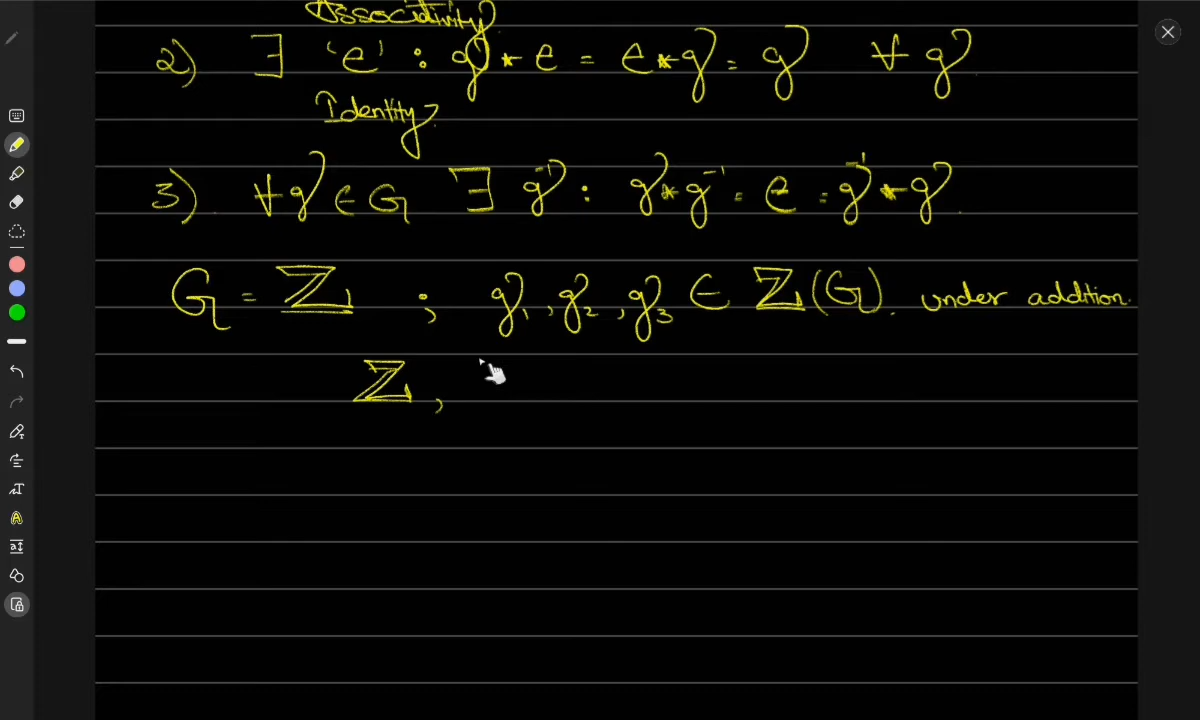 Associativity
2) ∃ 'e' : g * e = e * g = g ∀ g
Identity
3) ∀ g ∈ G ∃ g⁻¹ : g * g⁻¹ = e = g⁻¹ * g
G = ℤ ; g₁, g₂, g₃ ∈ ℤ(G). under addition.
ℤ,